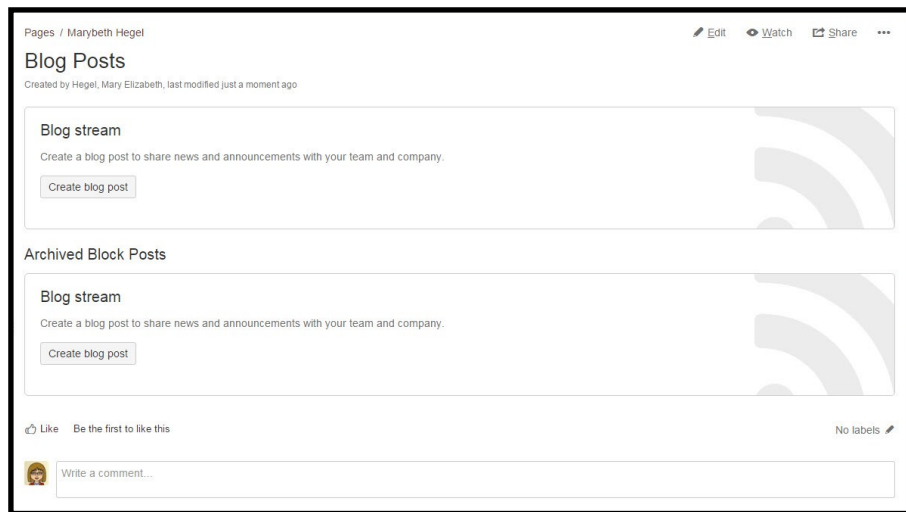 Pages / Marybeth Hegel
Edit Watch Share •••
Blog Posts
Created by Hegel, Mary Elizabeth, last modified just a moment ago
Blog stream
Create a blog post to share news and announcements with your team and company.
Create blog post
Archived Block Posts
Blog stream
Create a blog post to share news and announcements with your team and company.
Create blog post
Like Be the first to like this
No labels
Write a comment...